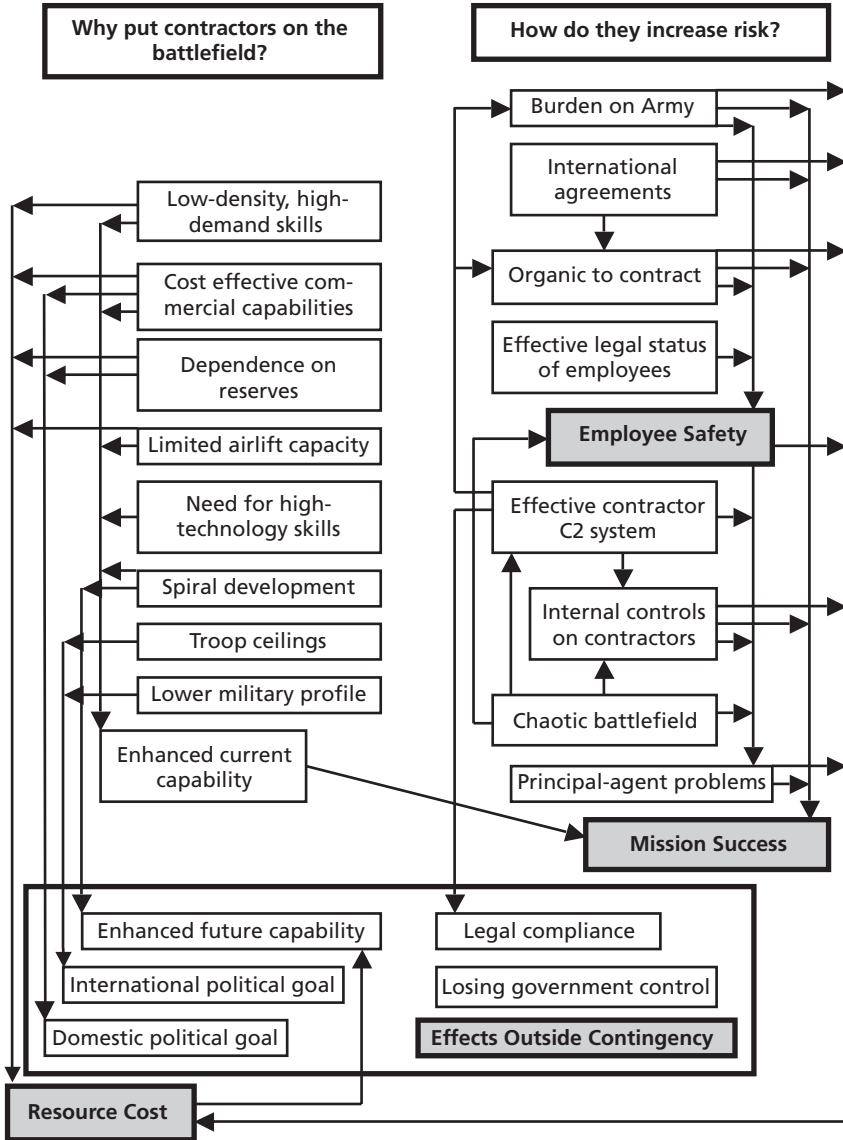 Why put contractors on the
battlefield?
Low-density, high-
demand skills
Cost effective com-
mercial capabilities
Dependence on
reserves
Limited airlift capacity
Need for high-
technology skills
Spiral development
Troop ceilings
Lower military profile
Enhanced current
capability
How do they increase risk?
Burden on Army
International
agreements
Organic to contract
Effective legal status
of employees
Employee Safety
Effective contractor
C2 system
Internal controls
on contractors
Chaotic battlefield
Principal-agent problems
Mission Success
Enhanced future capability
International political goal
Domestic political goal
Legal compliance
Losing government control
Effects Outside Contingency
Resource Cost